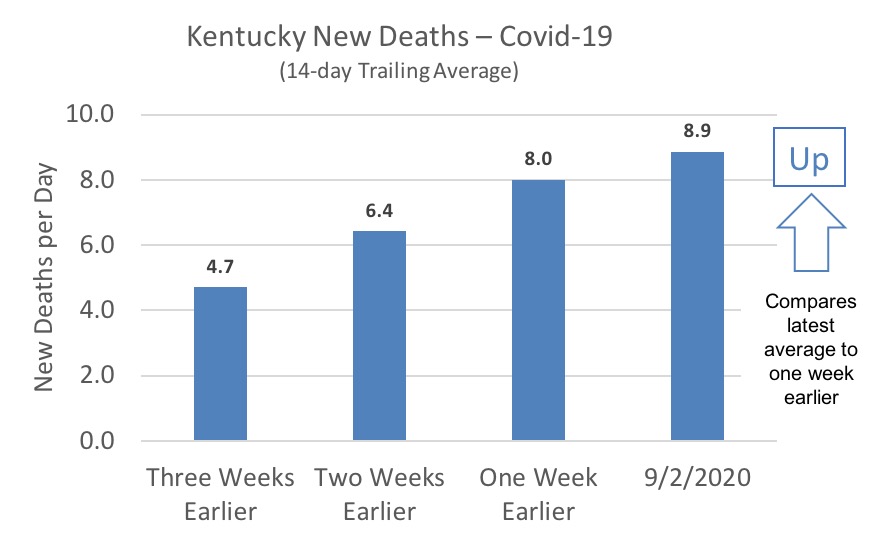 Kentucky New Deaths – Covid-19
(14-day Trailing Average)
New Deaths per Day
10.0
8.0
6.0
4.0
2.0
0.0
4.7
6.4
8.0
8.9
Three Weeks
Earlier
Two Weeks
Earlier
One Week
Earlier
9/2/2020
Up
Compares
latest
average to
one week
earlier